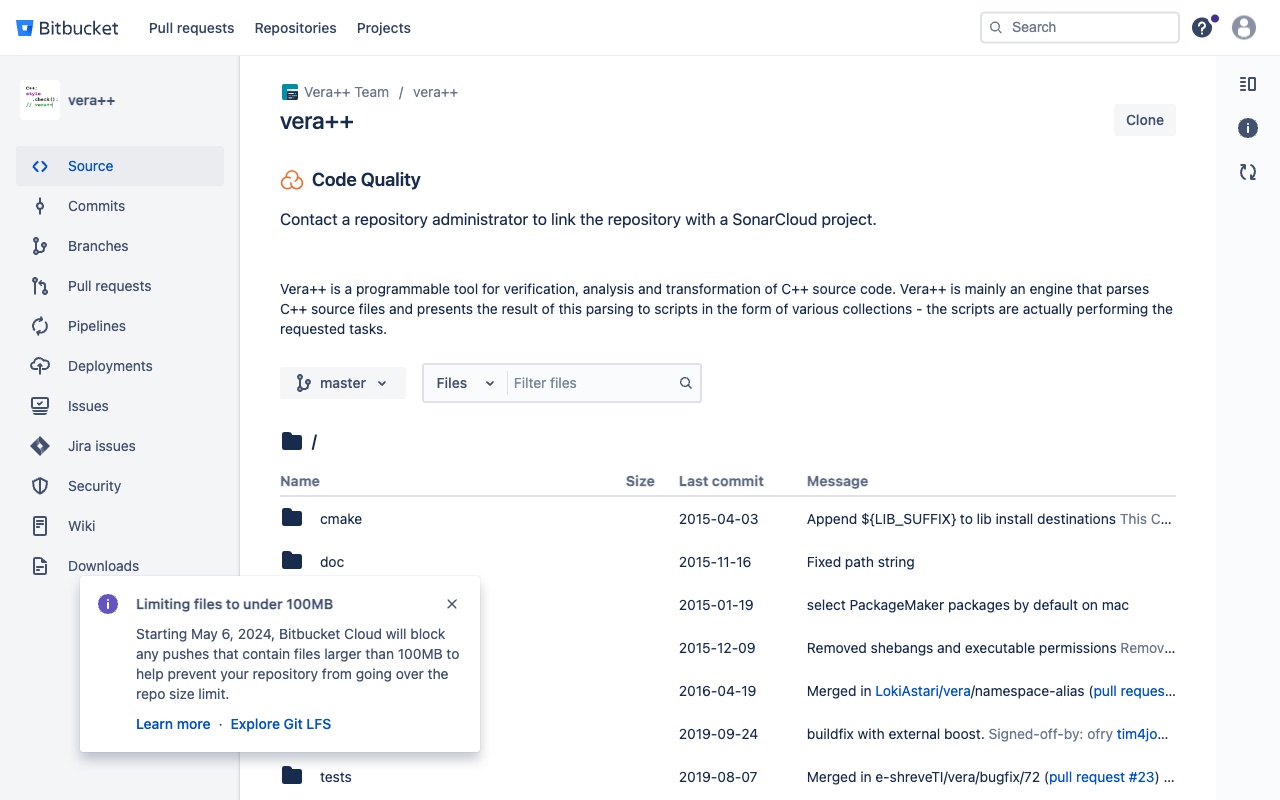 Bitbucket
Pull requests
Repositories
Projects
Search
vera++
Source
Commits
Branches
Pull requests
Pipelines
Deployments
Issues
Jira issues
Security
Wiki
Downloads
Vera++ Team / vera++
vera++
Clone
Code Quality
Contact a repository administrator to link the repository with a SonarCloud project.
Vera++ is a programmable tool for verification, analysis and transformation of C++ source code. Vera++ is mainly an engine that parses
C++ source files and presents the result of this parsing to scripts in the form of various collections - the scripts are actually performing the
requested tasks.
master
Files
Filter files
/
Name Size Last commit Message
cmake 2015-04-03 Append ${LIB_SUFFIX} to lib install destinations This C...
doc 2015-11-16 Fixed path string
2015-01-19 select PackageMaker packages by default on mac
2015-12-09 Removed shebangs and executable permissions Remov...
2016-04-19 Merged in LokiAstari/vera/namespace-alias (pull reques...
2019-09-24 buildfix with external boost. Signed-off-by: ofry tim4jo...
tests 2019-08-07 Merged in e-shreveTI/vera/bugfix/72 (pull request #23) ...
Limiting files to under 100MB
Starting May 6, 2024, Bitbucket Cloud will block
any pushes that contain files larger than 100MB to
help prevent your repository from going over the
repo size limit.
Learn more · Explore Git LFS